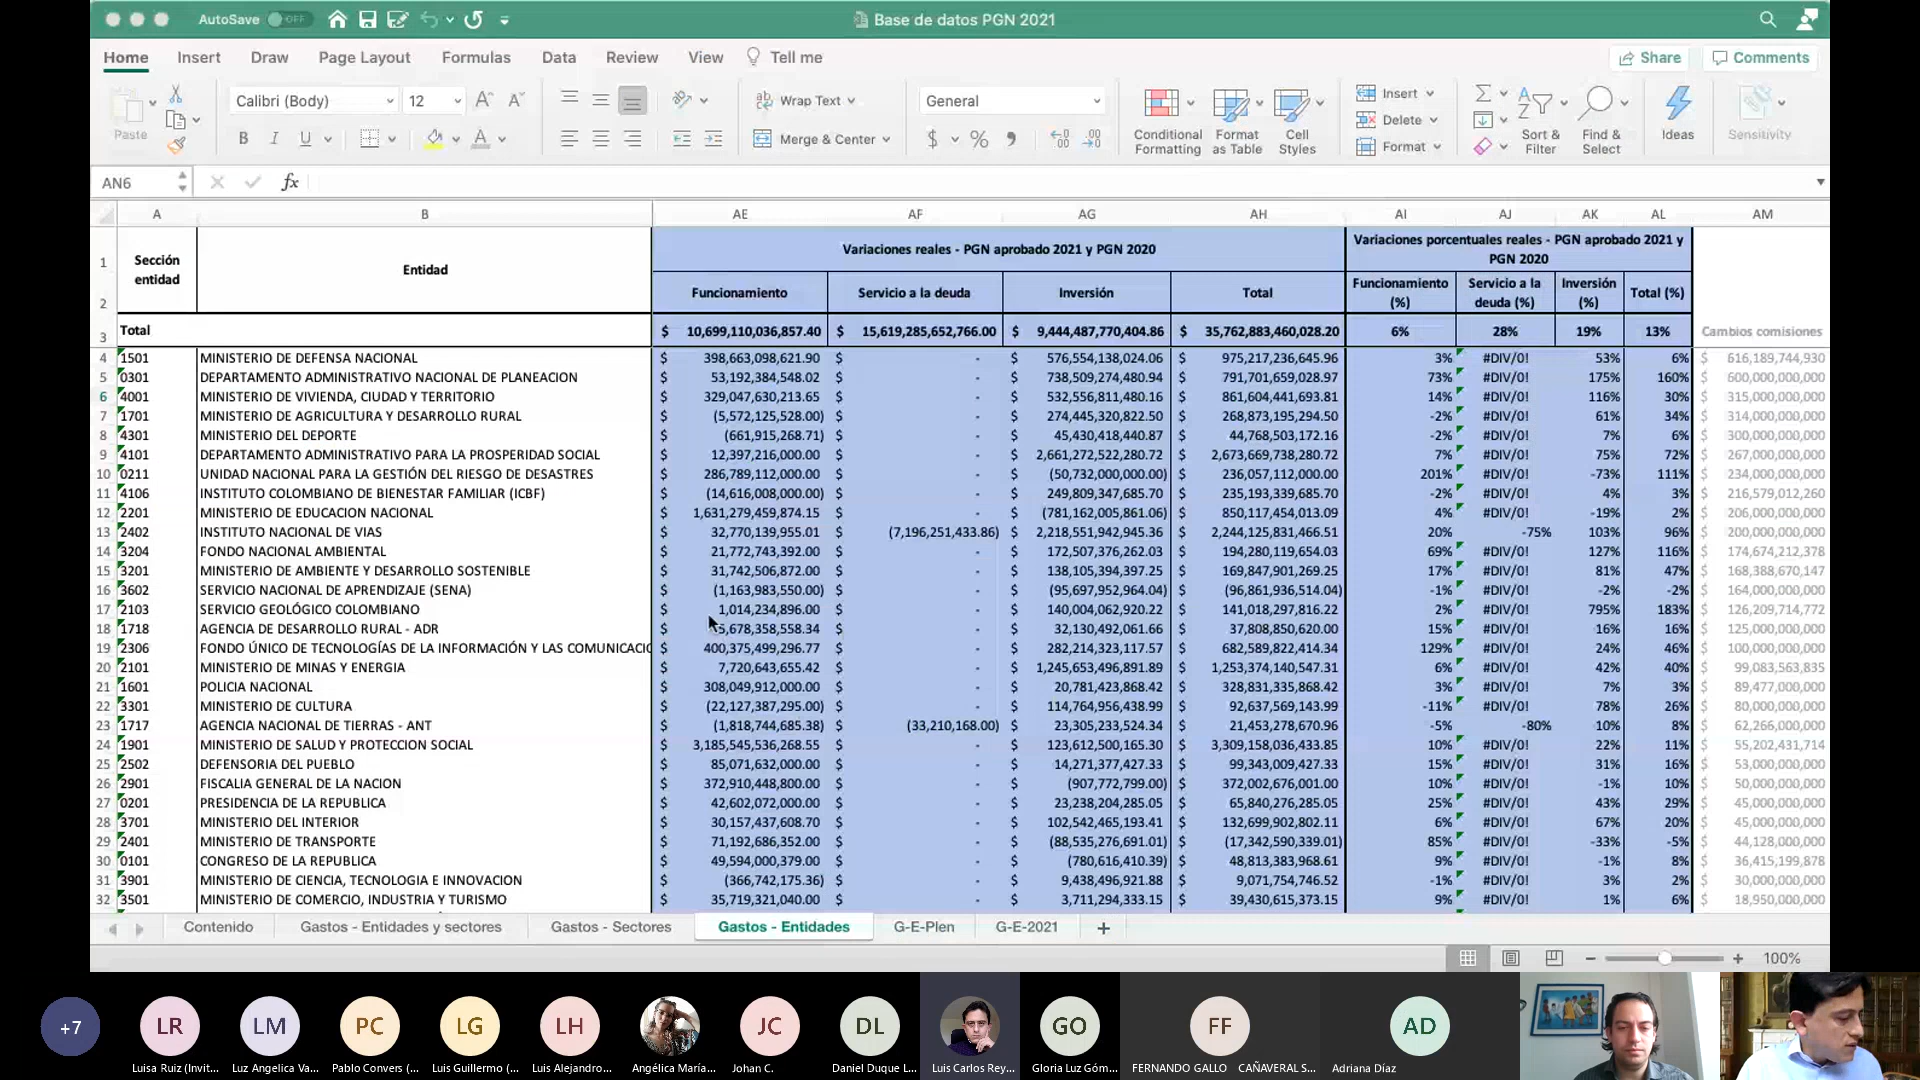 AutoSave OFF Base de datos PGN 2021
Home Insert Draw Page Layout Formulas Data Review View Tell me Share Comments
Paste Calibri (Body) 12 Wrap Text General Insert
B I U Merge & Center $ % Conditional Formatting Format as Table Cell Styles Delete Format Sort & Filter Find & Select Ideas Sensitivity
AN6 fx
A B AE AF AG AH AI AJ AK AL AM
1 Sección entidad Entidad Variaciones reales - PGN aprobado 2021 y PGN 2020 Variaciones porcentuales reales - PGN aprobado 2021 y PGN 2020
2 Funcionamiento Servicio a la deuda Inversión Total Funcionamiento (%) Servicio a la deuda (%) Inversión (%) Total (%)
3 Total $ 10,699,110,036,857.40 $ 15,619,285,652,766.00 $ 9,444,487,770,404.86 $ 35,762,883,460,028.20 6% 28% 19% 13% Cambios comisiones
4 1501 MINISTERIO DE DEFENSA NACIONAL $ 398,663,098,621.90 $ - $ 576,554,138,024.06 $ 975,217,236,645.96 3% #DIV/0! 53% 6% $ 616,189,744,930
5 0301 DEPARTAMENTO ADMINISTRATIVO NACIONAL DE PLANEACION $ 53,192,384,548.02 $ - $ 738,509,274,480.94 $ 791,701,659,028.97 73% #DIV/0! 175% 160% $ 600,000,000,000
6 4001 MINISTERIO DE VIVIENDA, CIUDAD Y TERRITORIO $ 329,047,630,213.65 $ - $ 532,556,811,480.16 $ 861,604,441,693.81 14% #DIV/0! 116% 30% $ 315,000,000,000
7 1701 MINISTERIO DE AGRICULTURA Y DESARROLLO RURAL $ (5,572,125,528.00) $ - $ 274,445,320,822.50 $ 268,873,195,294.50 -2% #DIV/0! 61% 34% $ 314,000,000,000
8 4301 MINISTERIO DEL DEPORTE $ (661,915,268.71) $ - $ 45,430,418,440.87 $ 44,768,503,172.16 -2% #DIV/0! 7% 6% $ 300,000,000,000
9 4101 DEPARTAMENTO ADMINISTRATIVO PARA LA PROSPERIDAD SOCIAL $ 12,397,216,000.00 $ - $ 2,661,272,522,280.72 $ 2,673,669,738,280.72 7% #DIV/0! 75% 72% $ 267,000,000,000
10 0211 UNIDAD NACIONAL PARA LA GESTIÓN DEL RIESGO DE DESASTRES $ 286,789,112,000.00 $ - $ (50,732,000,000.00) $ 236,057,112,000.00 201% #DIV/0! -73% 111% $ 234,000,000,000
11 4106 INSTITUTO COLOMBIANO DE BIENESTAR FAMILIAR (ICBF) $ (14,616,008,000.00) $ - $ 249,809,347,685.70 $ 235,193,339,685.70 -2% #DIV/0! 4% 3% $ 216,579,012,260
12 2201 MINISTERIO DE EDUCACION NACIONAL $ 1,631,279,459,874.15 $ - $ (781,162,005,861.06) $ 850,117,454,013.09 4% #DIV/0! -19% 2% $ 206,000,000,000
13 2402 INSTITUTO NACIONAL DE VIAS $ 32,770,139,955.01 $ (7,196,251,433.86) $ 2,218,551,942,945.36 $ 2,244,125,831,466.51 20% -75% 103% 96% $ 200,000,000,000
14 3204 FONDO NACIONAL AMBIENTAL $ 21,772,743,392.00 $ - $ 172,507,376,262.03 $ 194,280,119,654.03 69% #DIV/0! 127% 116% $ 174,674,212,378
15 3201 MINISTERIO DE AMBIENTE Y DESARROLLO SOSTENIBLE $ 31,742,506,872.00 $ - $ 138,105,394,397.25 $ 169,847,901,269.25 17% #DIV/0! 81% 47% $ 168,388,670,147
16 3602 SERVICIO NACIONAL DE APRENDIZAJE (SENA) $ (1,163,983,550.00) $ - $ (95,697,952,964.04) $ (96,861,936,514.04) -1% #DIV/0! -2% -2% $ 164,000,000,000
17 2103 SERVICIO GEOLÓGICO COLOMBIANO $ 1,014,234,896.00 $ - $ 140,004,062,920.22 $ 141,018,297,816.22 2% #DIV/0! 795% 183% $ 126,209,714,772
18 1718 AGENCIA DE DESARROLLO RURAL - ADR $ 5,678,358,558.34 $ - $ 32,130,492,061.66 $ 37,808,850,620.00 15% #DIV/0! 16% 16% $ 125,000,000,000
19 2306 FONDO ÚNICO DE TECNOLOGÍAS DE LA INFORMACIÓN Y LAS COMUNICACIO $ 400,375,499,296.77 $ - $ 282,214,323,117.57 $ 682,589,822,414.34 129% #DIV/0! 24% 46% $ 100,000,000,000
20 2101 MINISTERIO DE MINAS Y ENERGIA $ 7,720,643,655.42 $ - $ 1,245,653,496,891.89 $ 1,253,374,140,547.31 6% #DIV/0! 42% 40% $ 99,083,563,835
21 1601 POLICIA NACIONAL $ 308,049,912,000.00 $ - $ 20,781,423,868.42 $ 328,831,335,868.42 3% #DIV/0! 7% 3% $ 89,477,000,000
22 3301 MINISTERIO DE CULTURA $ (22,127,387,295.00) $ - $ 114,764,956,438.99 $ 92,637,569,143.99 -11% #DIV/0! 78% 26% $ 80,000,000,000
23 1717 AGENCIA NACIONAL DE TIERRAS - ANT $ (1,818,744,685.38) $ (33,210,168.00) $ 23,305,233,524.34 $ 21,453,278,670.96 -5% -80% 10% 8% $ 62,266,000,000
24 1901 MINISTERIO DE SALUD Y PROTECCION SOCIAL $ 3,185,545,536,268.55 $ - $ 123,612,500,165.30 $ 3,309,158,036,433.85 10% #DIV/0! 22% 11% $ 55,202,431,714
25 2502 DEFENSORIA DEL PUEBLO $ 85,071,632,000.00 $ - $ 14,271,377,427.33 $ 99,343,009,427.33 15% #DIV/0! 31% 16% $ 53,000,000,000
26 2901 FISCALIA GENERAL DE LA NACION $ 372,910,448,800.00 $ - $ (907,772,799.00) $ 372,002,676,001.00 10% #DIV/0! -1% 10% $ 50,000,000,000
27 0201 PRESIDENCIA DE LA REPUBLICA $ 42,602,072,000.00 $ - $ 23,238,204,285.05 $ 65,840,276,285.05 25% #DIV/0! 43% 29% $ 45,000,000,000
28 3701 MINISTERIO DEL INTERIOR $ 30,157,437,608.70 $ - $ 102,542,465,193.41 $ 132,699,902,802.11 6% #DIV/0! 67% 20% $ 45,000,000,000
29 2401 MINISTERIO DE TRANSPORTE $ 71,192,686,352.00 $ - $ (88,535,276,691.01) $ (17,342,590,339.01) 85% #DIV/0! -33% -5% $ 44,128,000,000
30 0101 CONGRESO DE LA REPUBLICA $ 49,594,000,379.00 $ - $ (780,616,410.39) $ 48,813,383,968.61 9% #DIV/0! -1% 8% $ 36,415,199,878
31 3901 MINISTERIO DE CIENCIA, TECNOLOGIA E INNOVACION $ (366,742,175.36) $ - $ 9,438,496,921.88 $ 9,071,754,746.52 -1% #DIV/0! 3% 2% $ 30,000,000,000
32 3501 MINISTERIO DE COMERCIO, INDUSTRIA Y TURISMO $ 35,719,321,040.00 $ - $ 3,711,294,333.15 $ 39,430,615,373.15 9% #DIV/0! 1% 6% $ 18,950,000,000
Contenido Gastos - Entidades y sectores Gastos - Sectores Gastos - Entidades G-E-Plen G-E-2021 +
100%
+7 LR LM PC LG LH JC DL GO FF AD
Luisa Ruiz (Invit... Luz Angelica Va... Pablo Convers (... Luis Guillermo (... Luis Alejandro... Angélica María... Johan C. Daniel Duque L... Luis Carlos Rey... Gloria Luz Góm... FERNANDO GALLO CAÑAVERAL S... Adriana Díaz